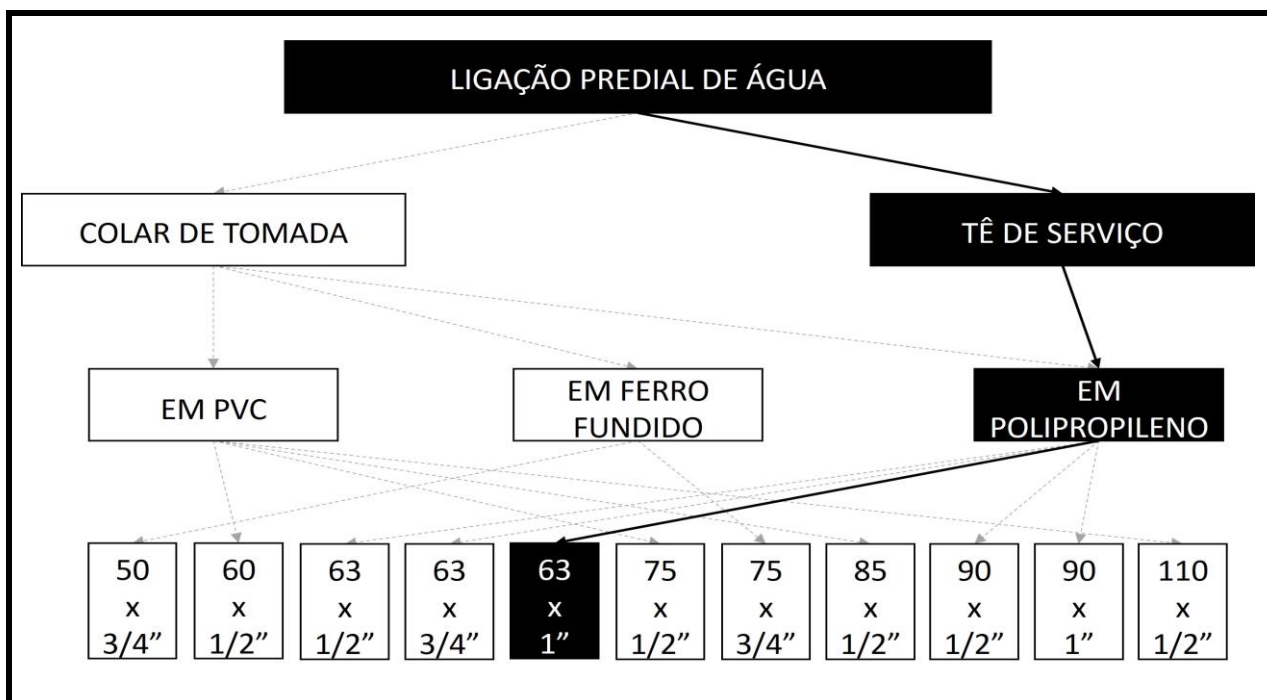 LIGAÇÃO PREDIAL DE ÁGUA
COLAR DE TOMADA
TÊ DE SERVIÇO
EM PVC
EM FERRO
FUNDIDO
EM
POLIPROPILENO
50
x
3/4”
60
x
1/2”
63
x
1/2”
63
x
3/4”
63
x
1”
75
x
1/2”
75
x
3/4”
85
x
1/2”
90
x
1/2”
90
x
1”
110
x
1/2”